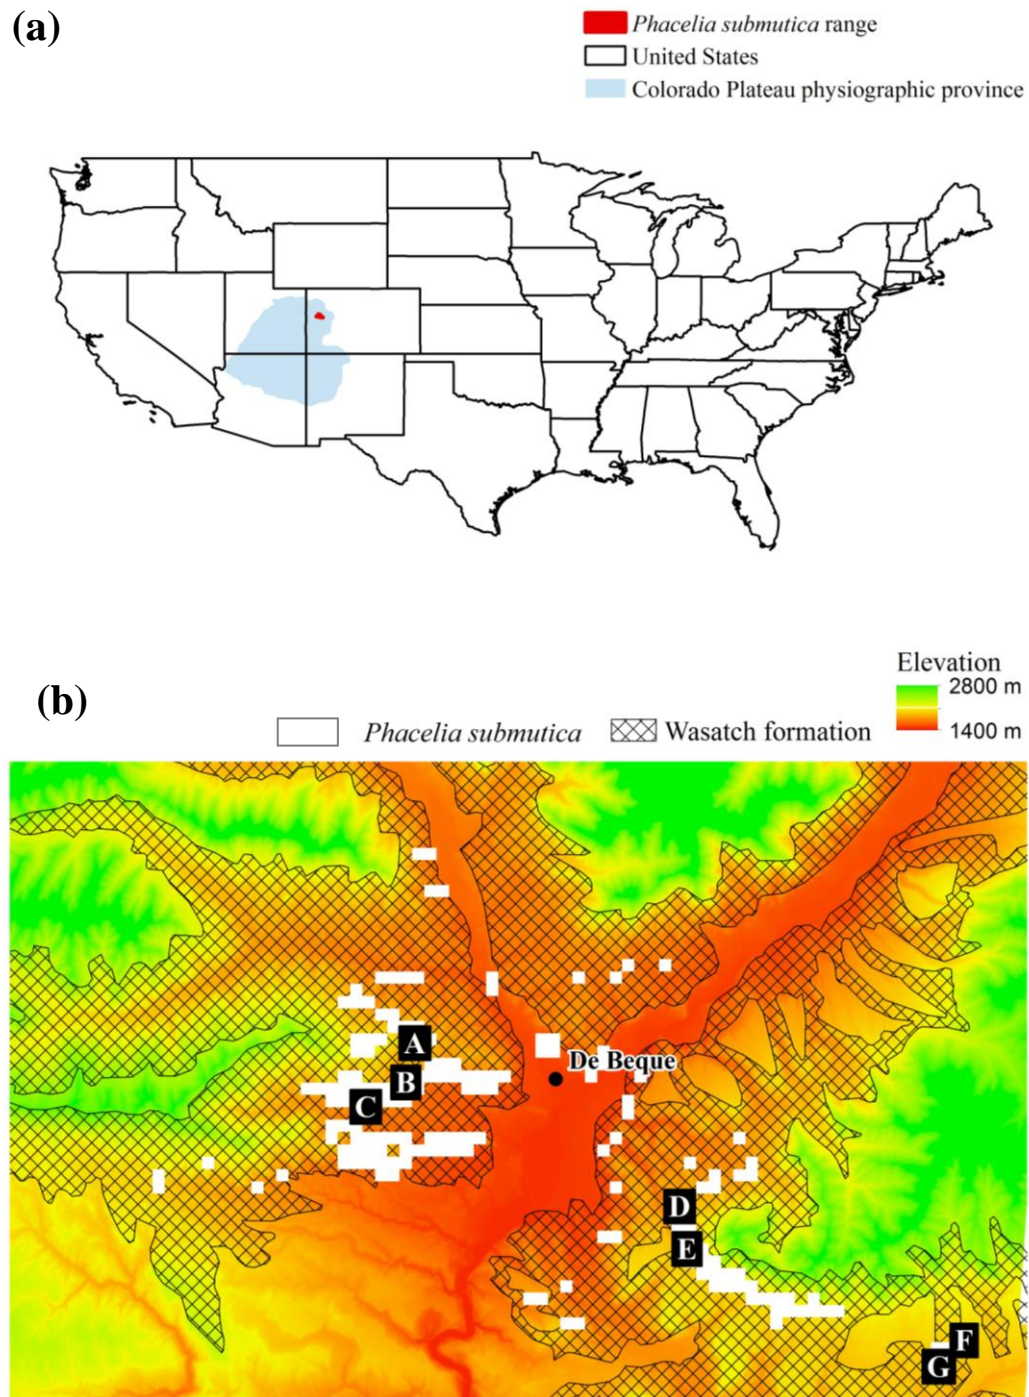 (a)
Phacelia submutica range
United States
Colorado Plateau physiographic province
(b)
Phacelia submutica
Wasatch formation
Elevation
2800 m
1400 m
A
De Beque
B
C
D
E
F
G